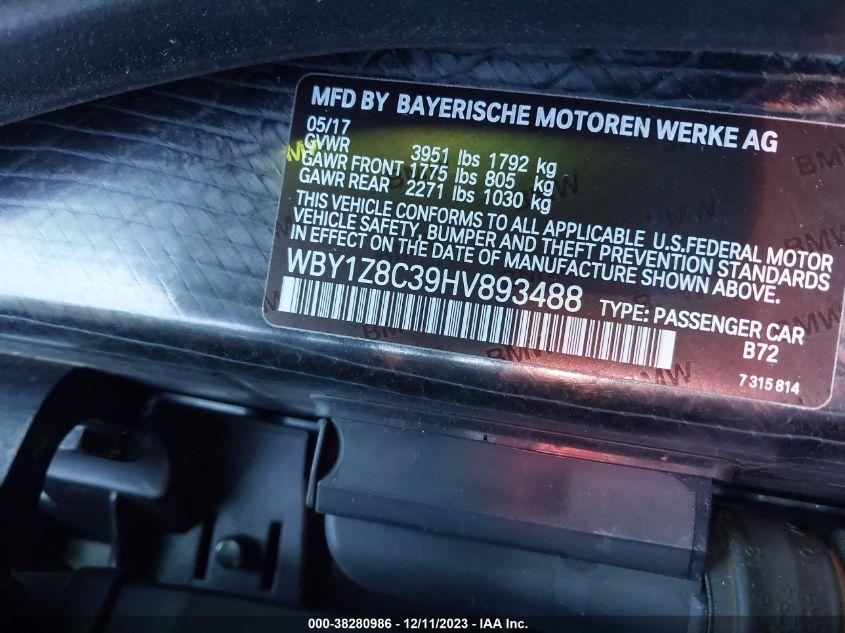 MFD BY BAYERISCHE MOTOREN WERKE AG
05/17
GVWR 3951 lbs 1792 kg
GAWR FRONT 1775 lbs 805 kg
GAWR REAR 2271 lbs 1030 kg
THIS VEHICLE CONFORMS TO ALL APPLICABLE U.S.FEDERAL MOTOR
VEHICLE SAFETY, BUMPER AND THEFT PREVENTION STANDARDS
IN EFFECT ON THE DATE OF MANUFACTURE SHOWN ABOVE.
WBY1Z8C39HV893488 TYPE: PASSENGER CAR
B72
7 315 814
000-38280986 - 12/11/2023 - © IAA, Inc.